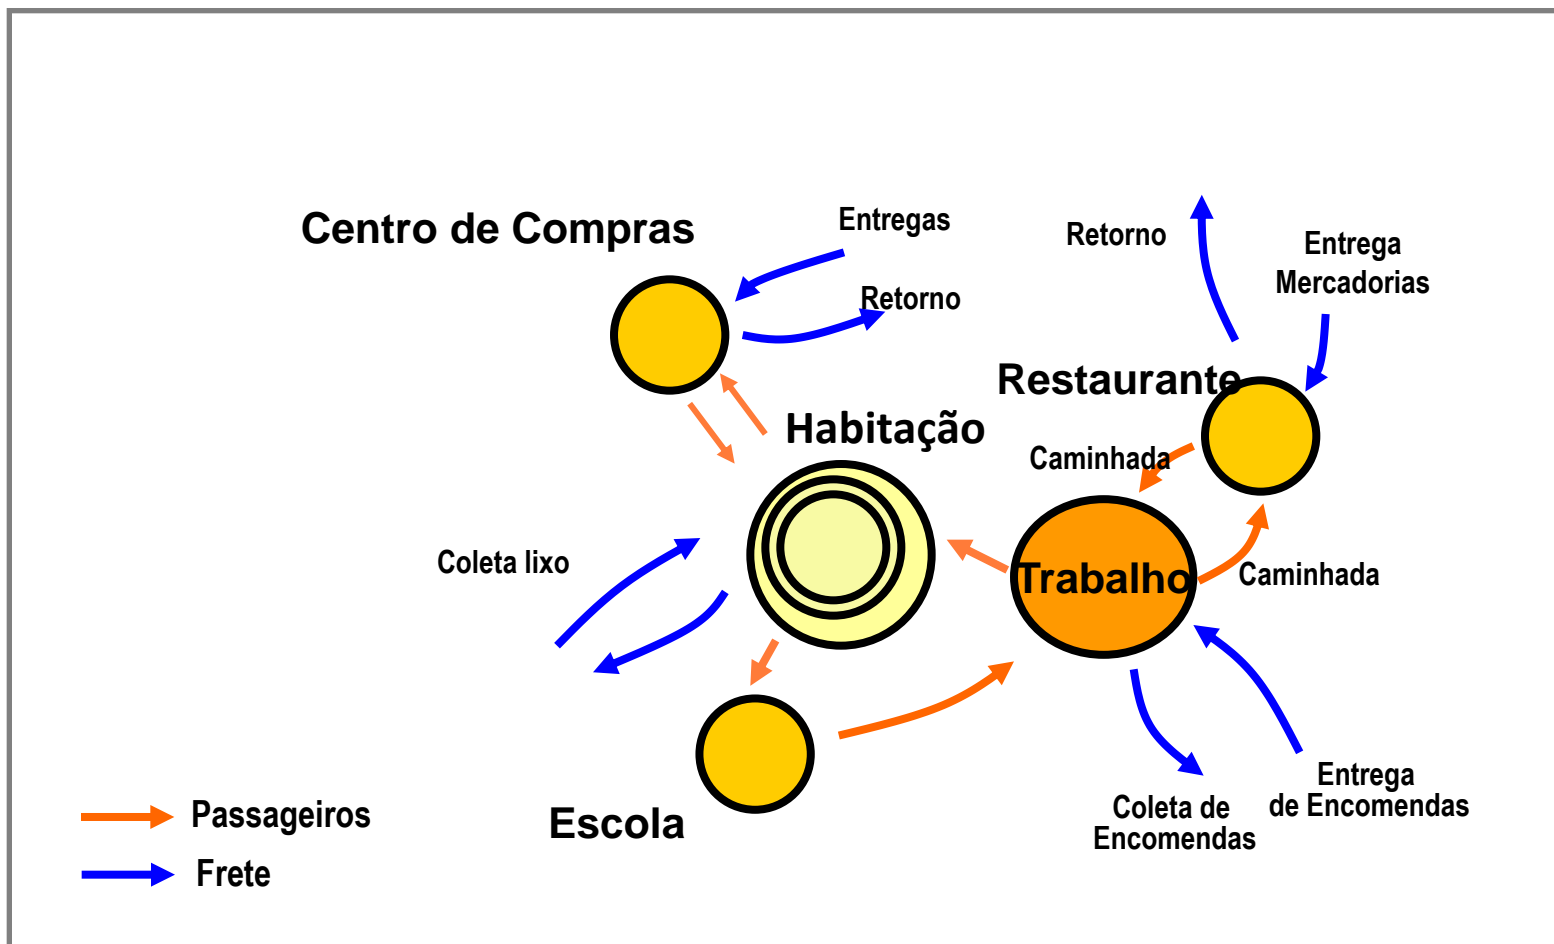 Centro de Compras
Entregas
Retorno
Retorno
Entrega
Mercadorias
Restaurante
Habitação
Caminhada
Coleta lixo
Trabalho
Caminhada
Escola
Coleta de
Encomendas
Entrega
de Encomendas
Passageiros
Frete